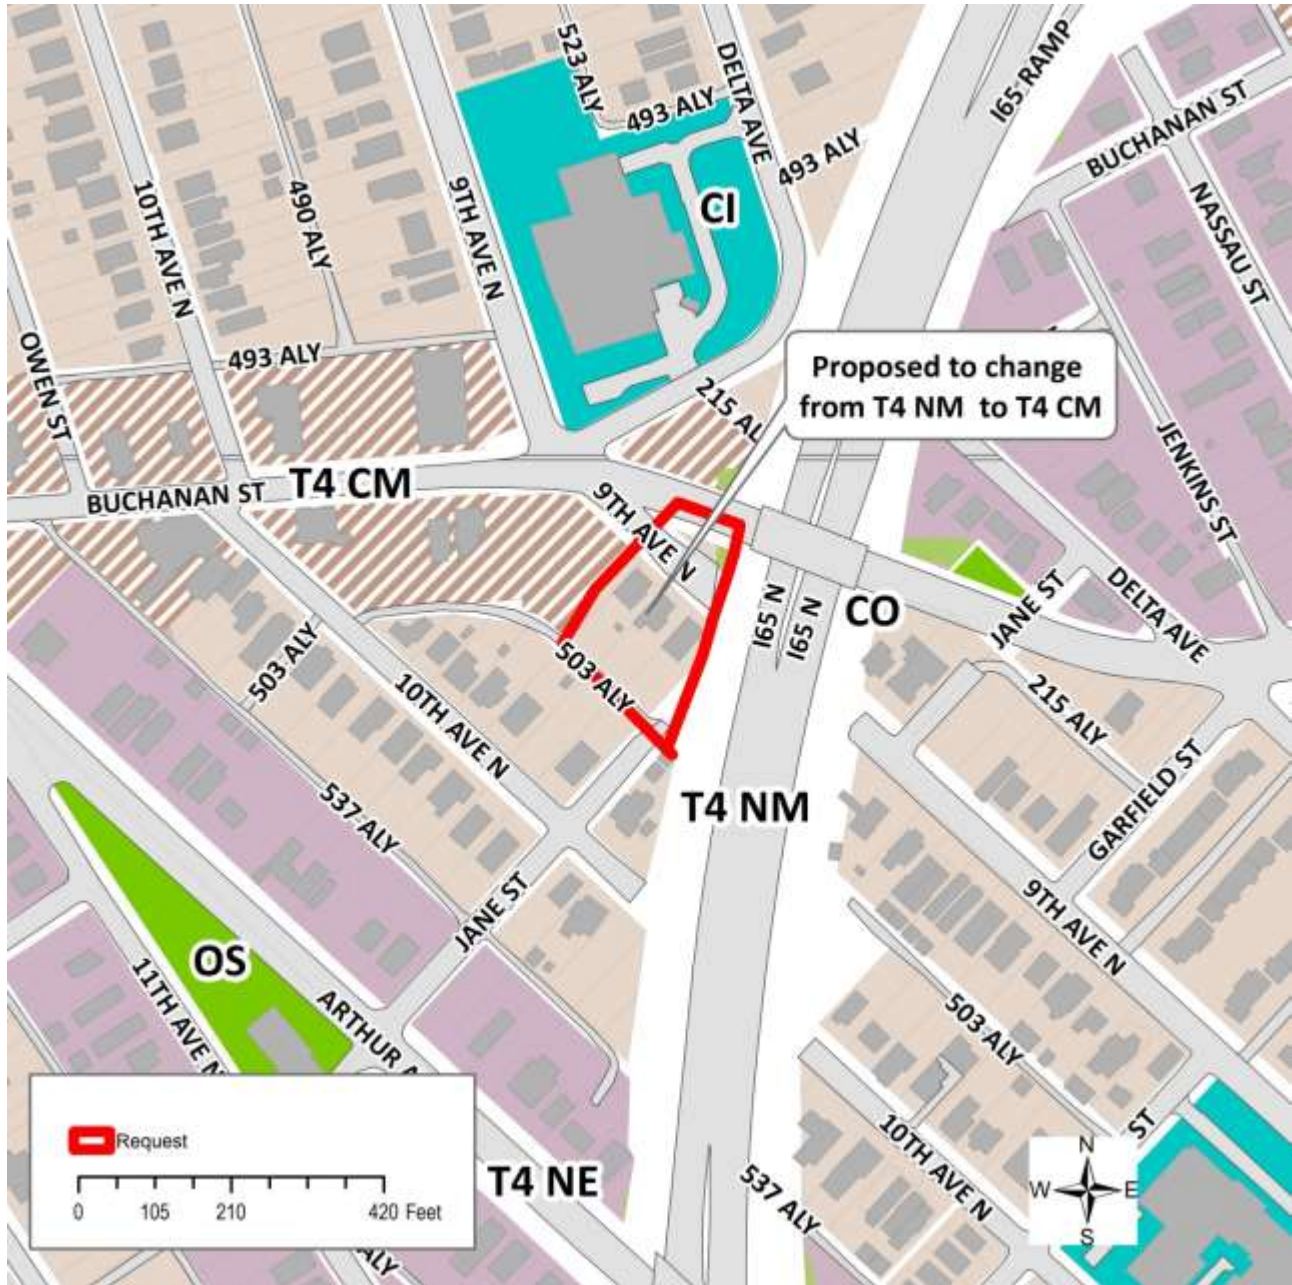 523 ALY
DELTA AVE
I65 RAMP
493 ALY
BUCHANAN ST
493 ALY
10TH AVE N
490 ALY
9TH AVE N
CI
NASSAU ST
OWEN ST
493 ALY
Proposed to change
from T4 NM to T4 CM
215 AL
JENKINS ST
T4 CM
BUCHANAN ST
9TH AVE N
I65 N
I65 N
CO
JANE ST
DELTA AVE
503 ALY
503 ALY
10TH AVE N
215 ALY
537 ALY
T4 NM
GARFIELD ST
JANE ST
9TH AVE N
OS
11TH AVE N
ARTHUR A
503 ALY
Request
0 105 210 420 Feet
ALY
T4 NE
537 ALY
10TH AVE N
ST
N
W E
S